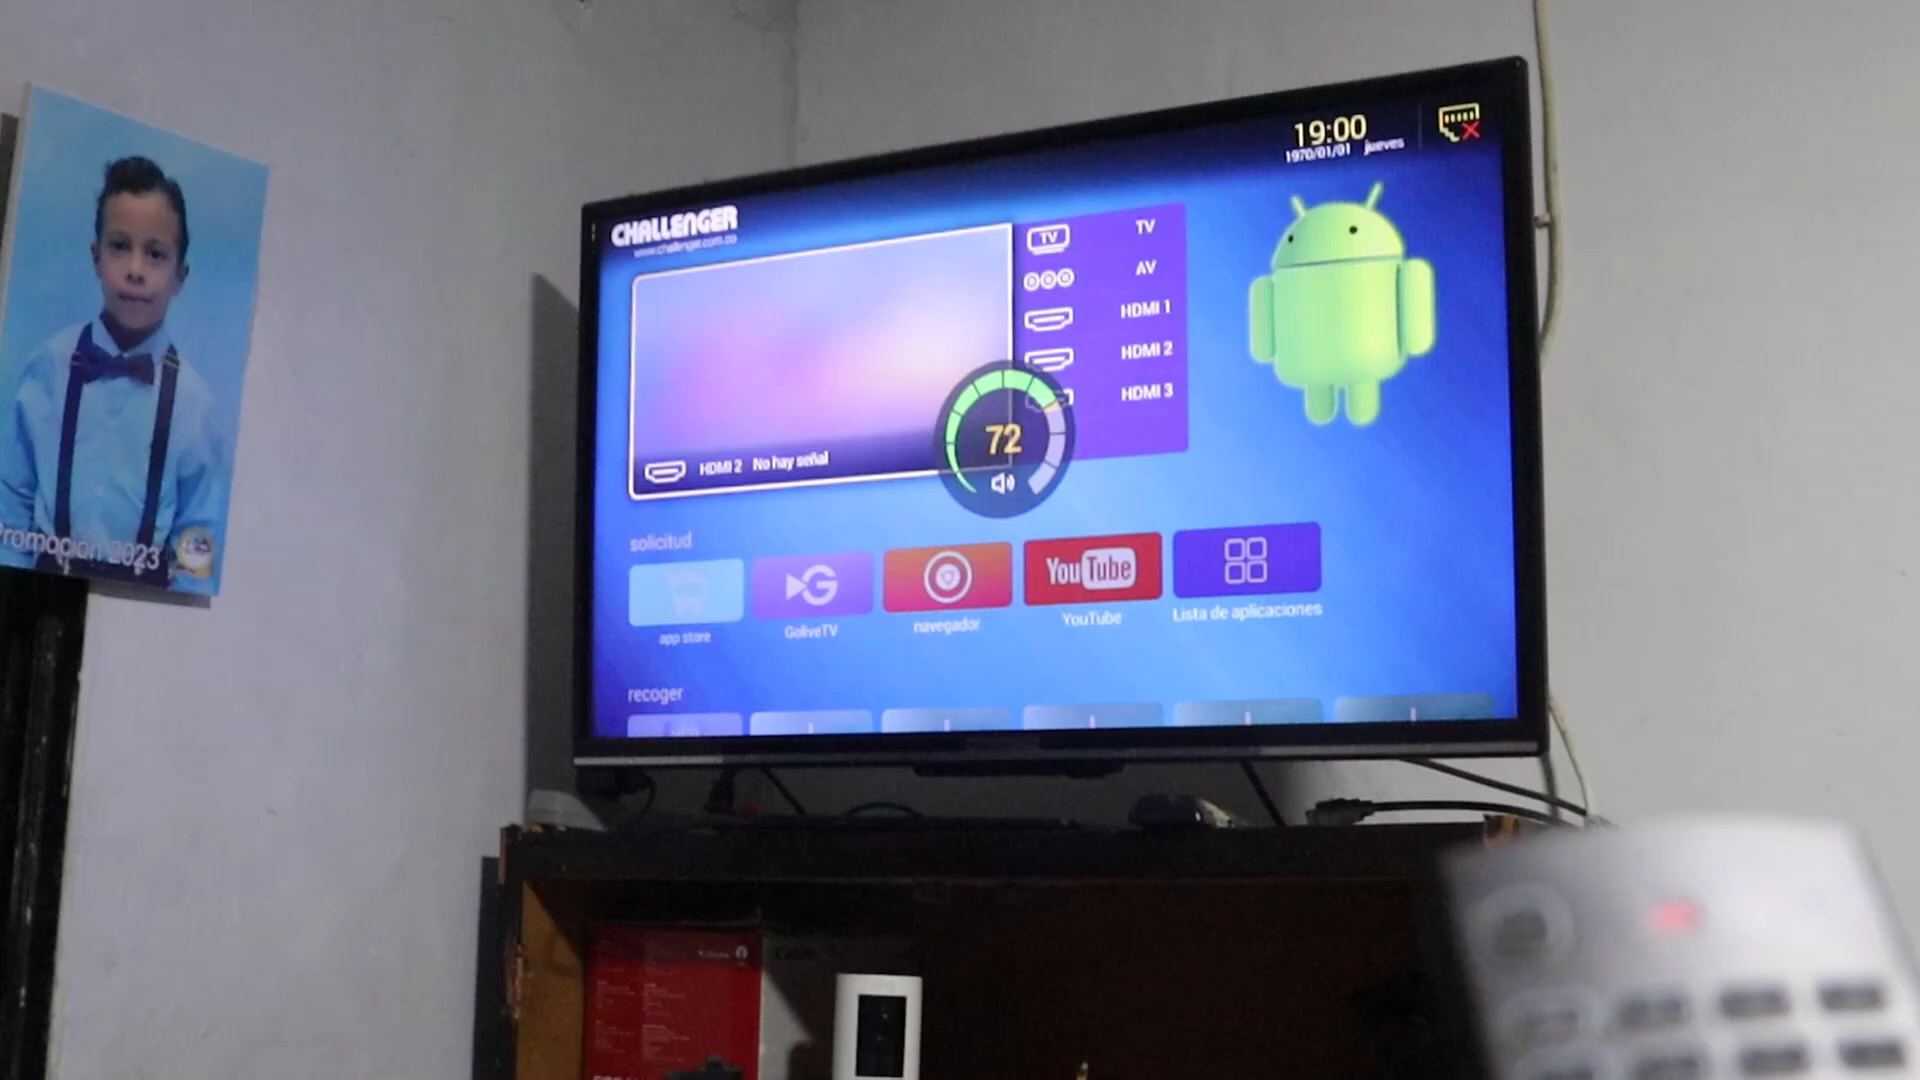 19:00
1970/01/01 jueves
CHALLENGER
www.challenger.com.co
TV
TV
AV
HDMI 1
HDMI 2
HDMI 3
72
HDMI 2 No hay señal
Promoción 2023
solicitud
G
YouTube
app store
GoliveTV
navegador
YouTube
Lista de aplicaciones
recoger